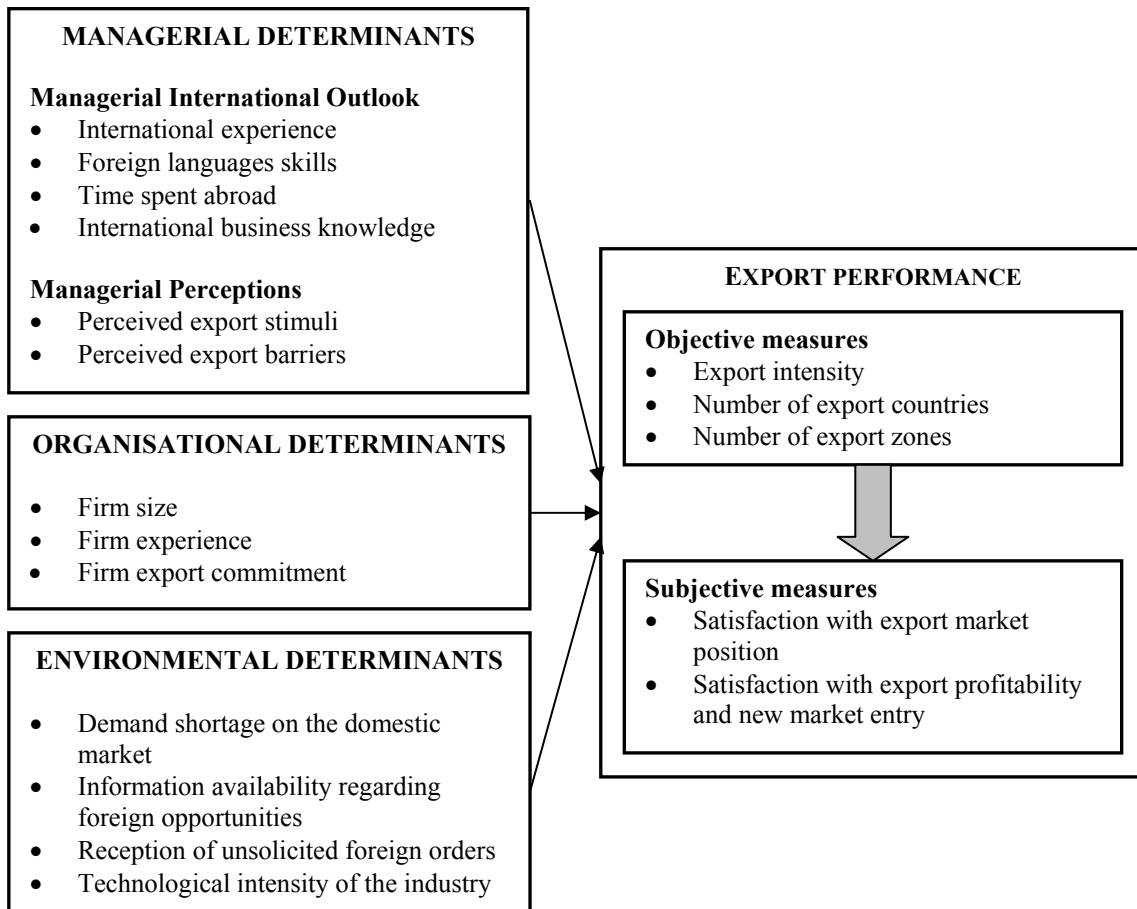 MANAGERIAL DETERMINANTS
Managerial International Outlook
• International experience
• Foreign languages skills
• Time spent abroad
• International business knowledge
Managerial Perceptions
• Perceived export stimuli
• Perceived export barriers
ORGANISATIONAL DETERMINANTS
• Firm size
• Firm experience
• Firm export commitment
ENVIRONMENTAL DETERMINANTS
• Demand shortage on the domestic
market
• Information availability regarding
foreign opportunities
• Reception of unsolicited foreign orders
• Technological intensity of the industry
EXPORT PERFORMANCE
Objective measures
• Export intensity
• Number of export countries
• Number of export zones
Subjective measures
• Satisfaction with export market
position
• Satisfaction with export profitability
and new market entry